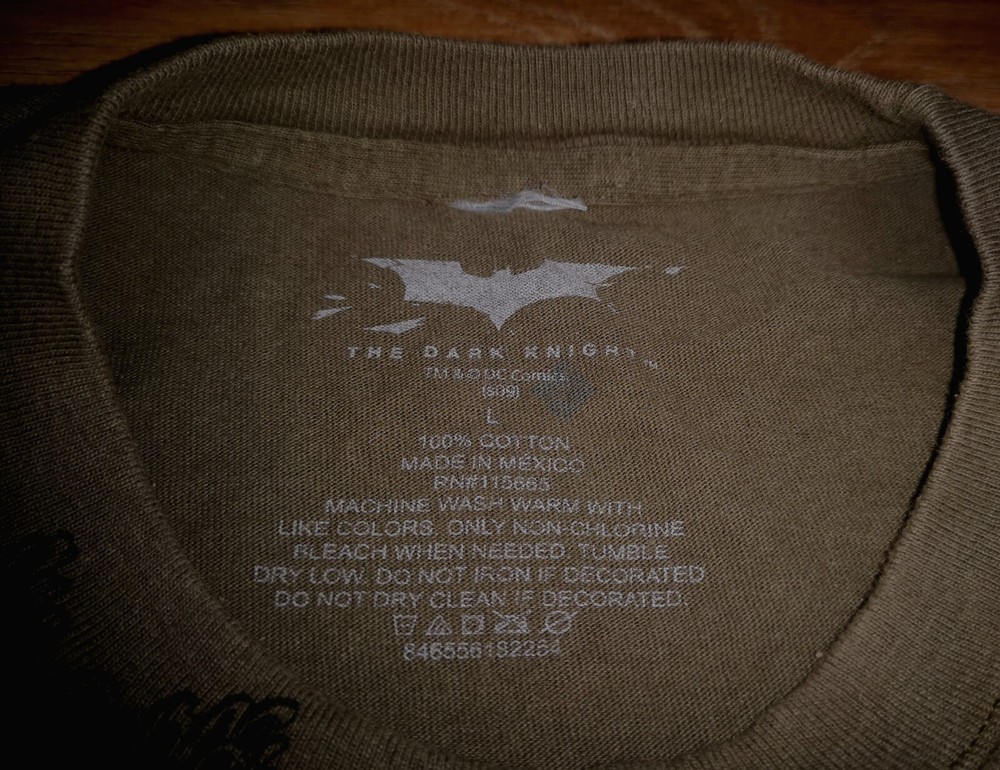 THE DARK KNIGHT™
TM & © DC Comics.
(s09)
L
100% COTTON
MADE IN MEXICO
RN#115665
MACHINE WASH WARM WITH
LIKE COLORS. ONLY NON-CHLORINE
BLEACH WHEN NEEDED. TUMBLE
DRY LOW. DO NOT IRON IF DECORATED
DO NOT DRY CLEAN IF DECORATED.
846556182264